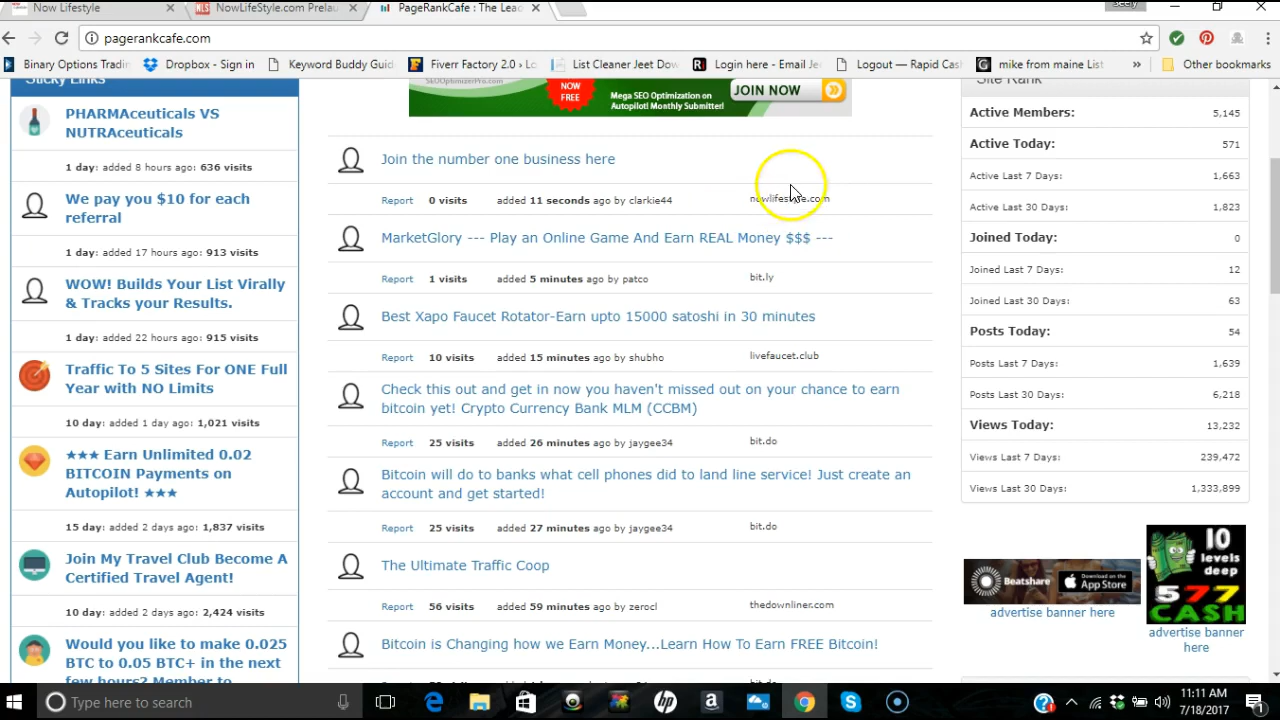 Now Lifestyle
NowLifeStyle.com Prelau
PageRankCafe : The Lead
Seely
pagerankcafe.com
Binary Options Tradin
Dropbox - Sign in
Keyword Buddy Guid
Fiverr Factory 2.0 › Lo
List Cleaner Jeet Dow
Login here - Email Je
Logout — Rapid Cas
mike from maine List
»
Other bookmarks
Sticky Links
PHARMAceuticals VS
NUTRAceuticals
1 day: added 8 hours ago: 636 visits
We pay you $10 for each
referral
1 day: added 17 hours ago: 913 visits
WOW! Builds Your List Virally
& Tracks your Results.
1 day: added 22 hours ago: 915 visits
Traffic To 5 Sites For ONE Full
Year with NO Limits
10 day: added 1 day ago: 1,021 visits
★★★ Earn Unlimited 0.02
BITCOIN Payments on
Autopilot! ★★★
15 day: added 2 days ago: 1,837 visits
Join My Travel Club Become A
Certified Travel Agent!
10 day: added 2 days ago: 2,424 visits
Would you like to make 0.025
BTC to 0.05 BTC+ in the next
few hours? Member to
SEOOptimizerPro.com
NOW
FREE
Mega SEO Optimization on
Autopilot! Monthly Submitter!
JOIN NOW
Join the number one business here
Report 0 visits added 11 seconds ago by clarkie44 nowlifestyle.com
MarketGlory --- Play an Online Game And Earn REAL Money $$$ ---
Report 1 visits added 5 minutes ago by patco bit.ly
Best Xapo Faucet Rotator-Earn upto 15000 satoshi in 30 minutes
Report 10 visits added 15 minutes ago by shubho livefaucet.club
Check this out and get in now you haven't missed out on your chance to earn
bitcoin yet! Crypto Currency Bank MLM (CCBM)
Report 25 visits added 26 minutes ago by jaygee34 bit.do
Bitcoin will do to banks what cell phones did to land line service! Just create an
account and get started!
Report 25 visits added 27 minutes ago by jaygee34 bit.do
The Ultimate Traffic Coop
Report 56 visits added 59 minutes ago by zerocl thedownliner.com
Bitcoin is Changing how we Earn Money...Learn How To Earn FREE Bitcoin!
Site Rank
Active Members: 5,145
Active Today: 571
Active Last 7 Days: 1,663
Active Last 30 Days: 1,823
Joined Today: 0
Joined Last 7 Days: 12
Joined Last 30 Days: 63
Posts Today: 54
Posts Last 7 Days: 1,639
Posts Last 30 Days: 6,218
Views Today: 13,232
Views Last 7 Days: 239,472
Views Last 30 Days: 1,333,899
Beatshare
Download on the
App Store
advertise banner here
10
levels
deep
577
CASH
advertise banner
here
Type here to search
11:11 AM
7/18/2017